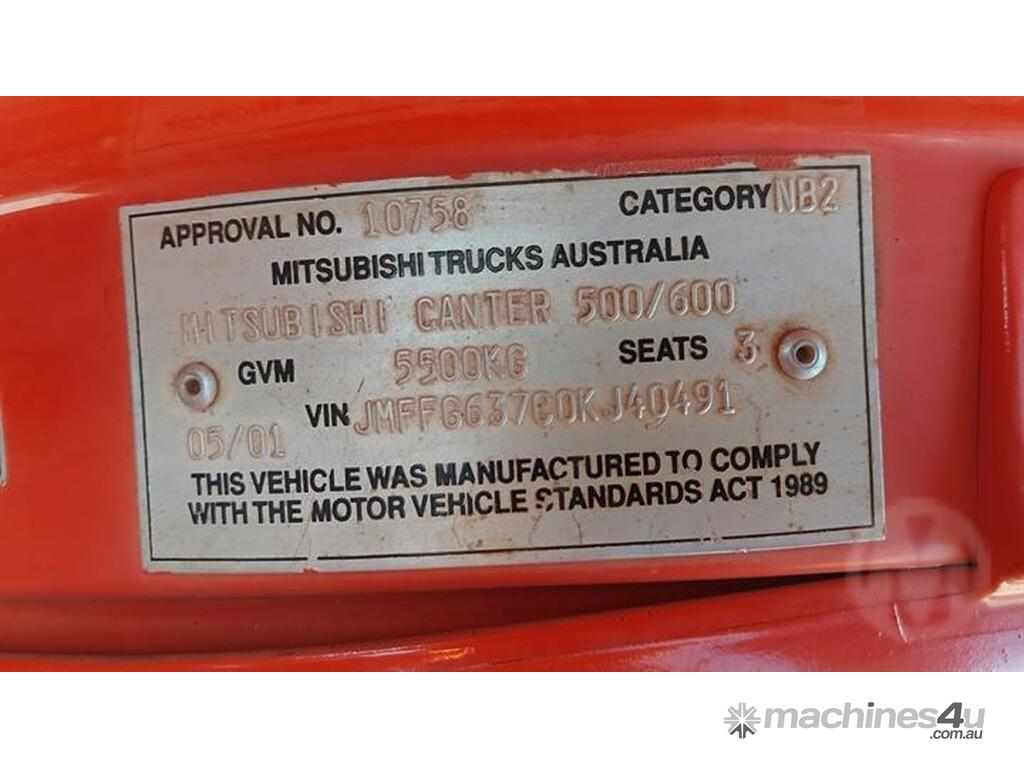 APPROVAL NO. 10758 CATEGORY NB2
MITSUBISHI TRUCKS AUSTRALIA
MITSUBISHI CANTER 500/600
GVM 5500KG SEATS 3
VIN JMFFG637C0KJ40491
05/01
THIS VEHICLE WAS MANUFACTURED TO COMPLY
WITH THE MOTOR VEHICLE STANDARDS ACT 1989
machines4u
.com.au